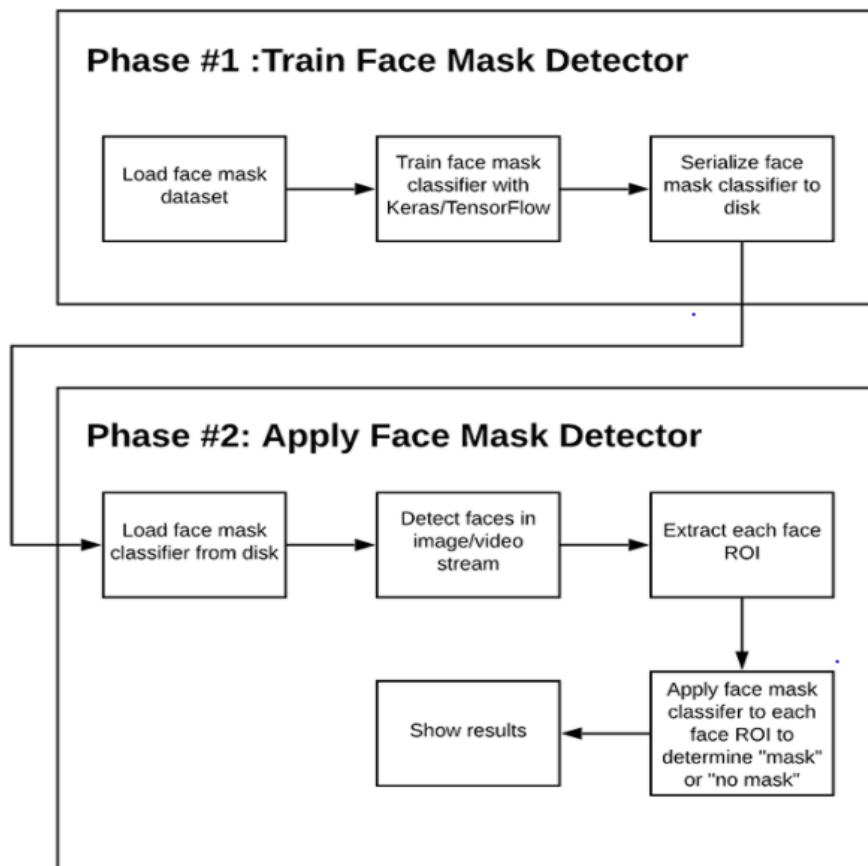 Phase #1 :Train Face Mask Detector
Load face mask
dataset
Train face mask
classifier with
Keras/TensorFlow
Serialize face
mask classifier to
disk
Phase #2: Apply Face Mask Detector
Load face mask
classifier from disk
Detect faces in
image/video
stream
Extract each face
ROI
Apply face mask
classifer to each
face ROI to
determine "mask"
or "no mask"
Show results